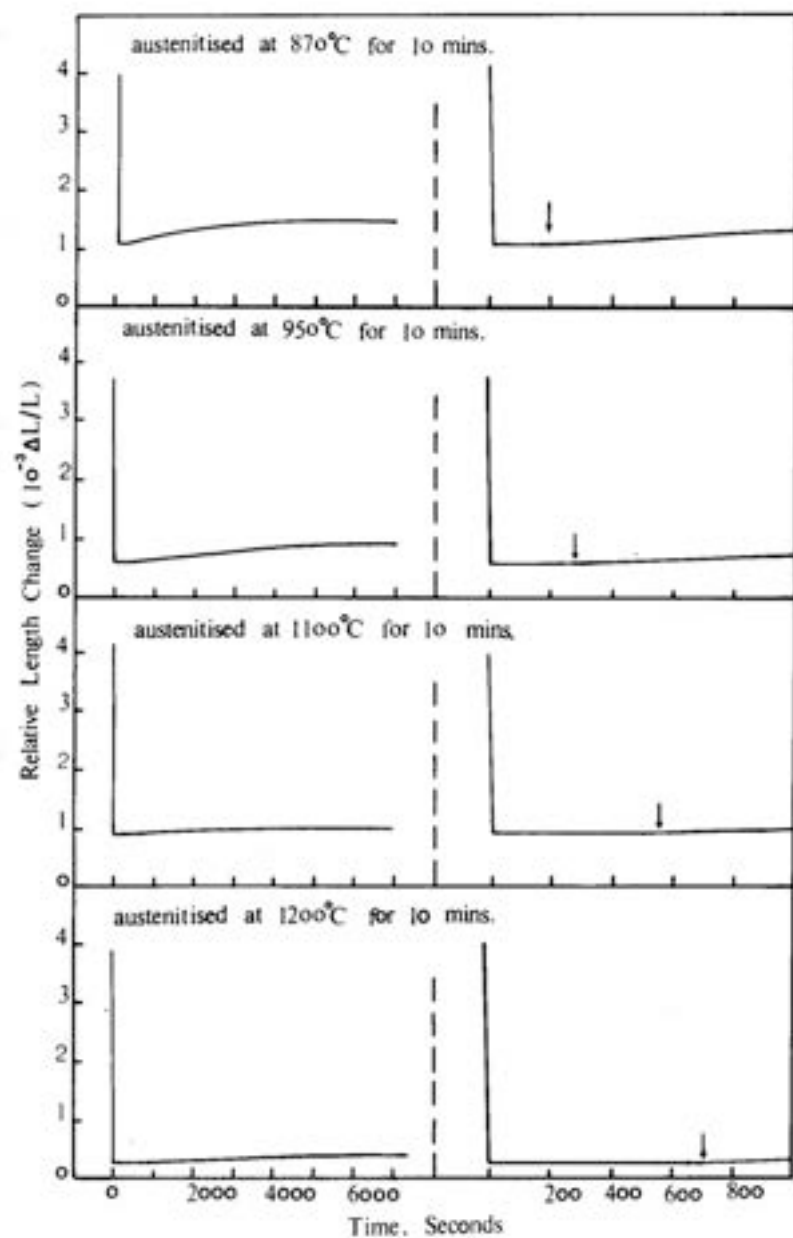 austenitised at 870°C for 10 mins.
4
3
2
1
0
austenitised at 950°C for 10 mins.
4
3
2
1
0
Relative Length Change (10⁻³ ΔL/L)
austenitised at 1100°C for 10 mins.
4
3
2
1
0
austenitised at 1200°C for 10 mins.
4
3
2
1
0
0 2000 4000 6000 200 400 600 800
Time, Seconds